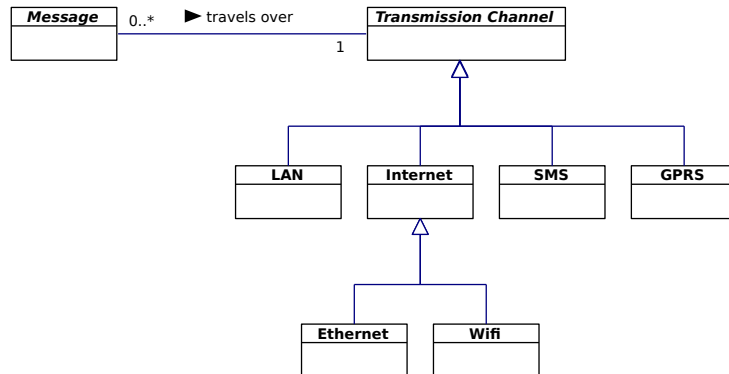 Message
0..*
► travels over
Transmission Channel
1
LAN
Internet
SMS
GPRS
Ethernet
Wifi